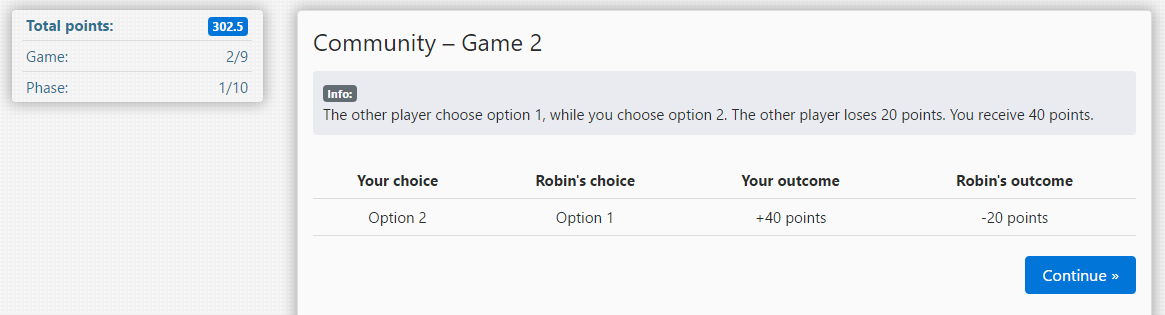 Total points: 302.5
Game: 2/9
Phase: 1/10
Community – Game 2
Info:
The other player choose option 1, while you choose option 2. The other player loses 20 points. You receive 40 points.
Your choice Robin's choice Your outcome Robin's outcome
Option 2 Option 1 +40 points -20 points
Continue »